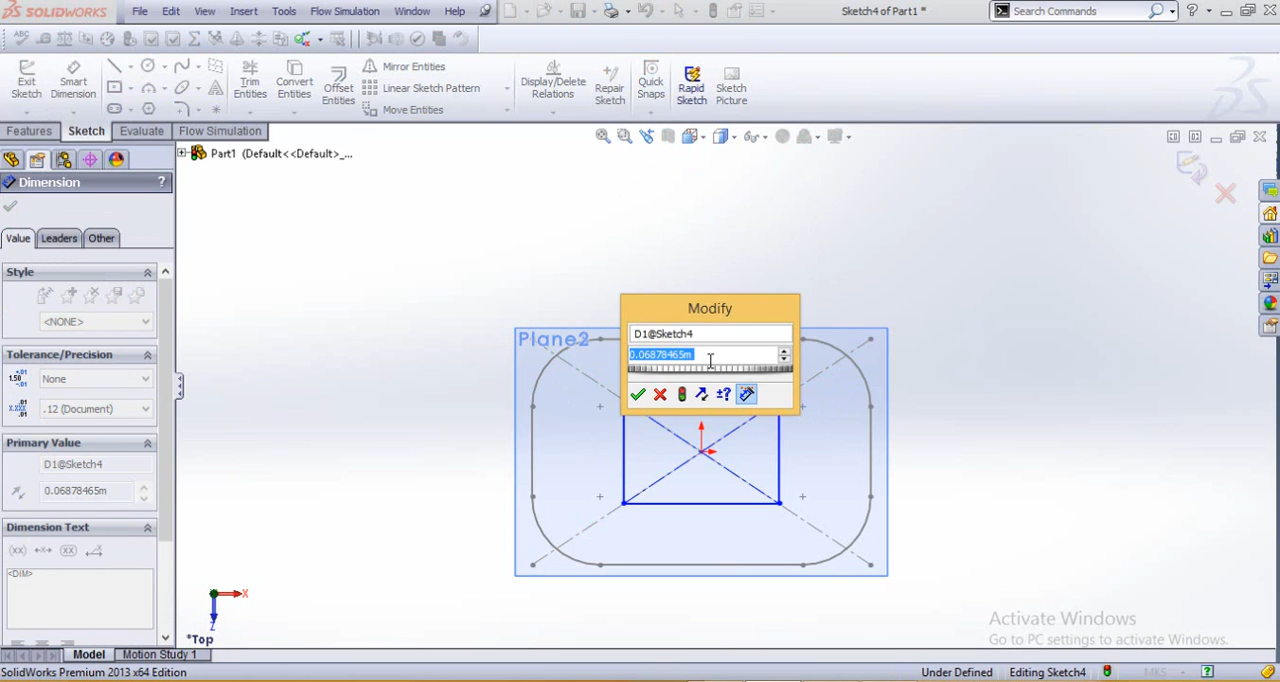 SOLIDWORKS File Edit View Insert Tools Flow Simulation Window Help Sketch4 of Part1 * Search Commands
Exit Sketch
Smart Dimension
Trim Entities
Convert Entities
Offset Entities
Mirror Entities
Linear Sketch Pattern
Move Entities
Display/Delete Relations
Repair Sketch
Quick Snaps
Rapid Sketch
Sketch Picture
Features Sketch Evaluate Flow Simulation
Part1 (Default<<Default>_...
Dimension ?
Value Leaders Other
Style
<NONE>
Tolerance/Precision
None
.12 (Document)
Primary Value
D1@Sketch4
0.06878465m
Dimension Text
<DIM>
Modify
D1@Sketch4
0.06878465m
Plane2
X
Z
*Top
Activate Windows
Go to PC settings to activate Windows.
Model Motion Study 1
SolidWorks Premium 2013 x64 Edition Under Defined Editing Sketch4 MKS